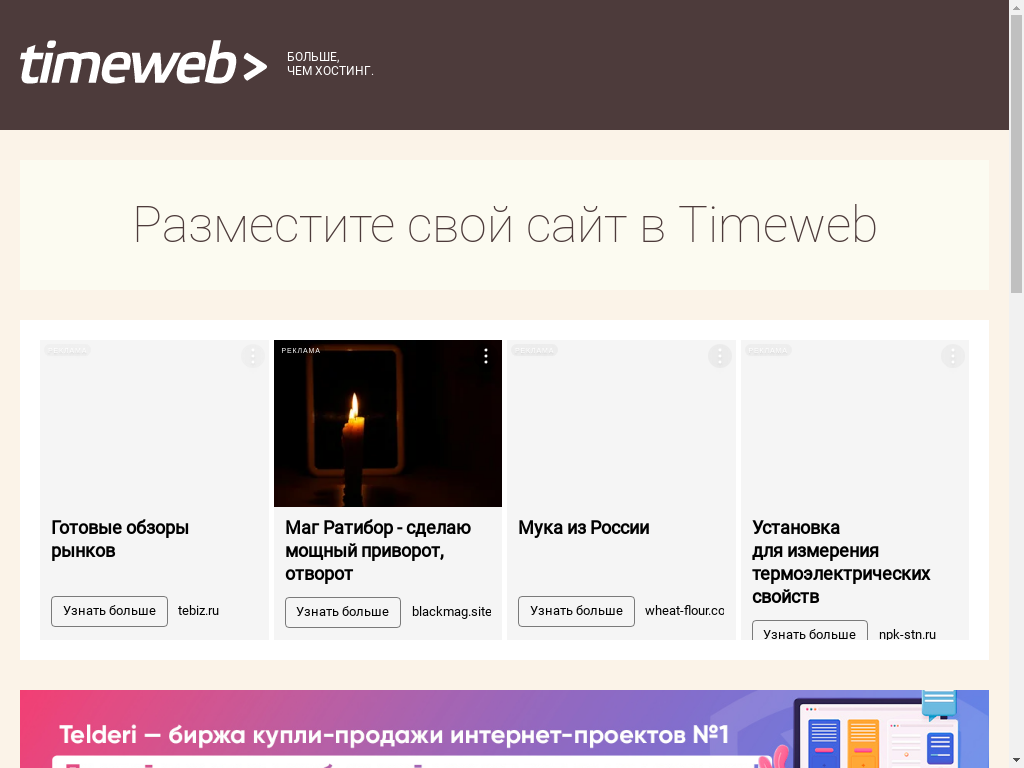 timeweb>
БОЛЬШЕ,
ЧЕМ ХОСТИНГ.
Разместите свой сайт в Timeweb
РЕКЛАМА
Готовые обзоры
рынков
Узнать больше tebiz.ru
РЕКЛАМА
Маг Ратибор - сделаю
мощный приворот,
отворот
Узнать больше blackmag.site
РЕКЛАМА
Мука из России
Узнать больше wheat-flour.co
РЕКЛАМА
Установка
для измерения
термоэлектрических
свойств
Узнать больше npk-stn.ru
Telderi — биржа купли-продажи интернет-проектов №1